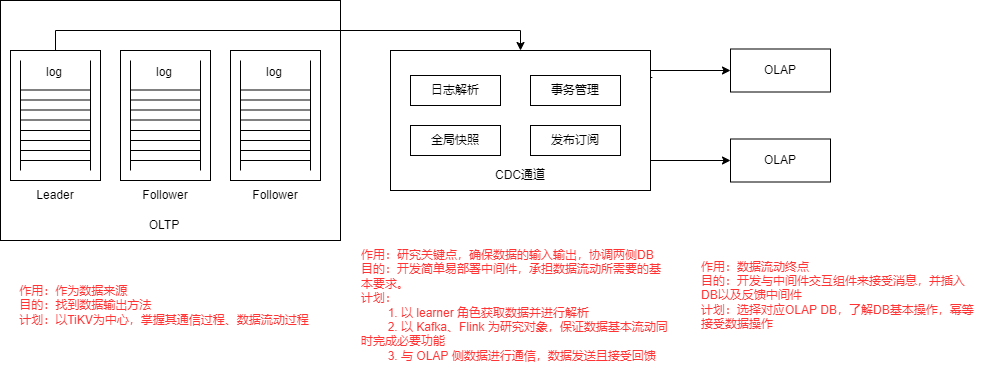 log
log
log
Leader
Follower
Follower
OLTP
日志解析
事务管理
全局快照
发布订阅
CDC通道
OLAP
OLAP
作用：作为数据来源
目的：找到数据输出方法
计划：以TiKV为中心，掌握其通信过程、数据流动过程
作用：研究关键点，确保数据的输入输出，协调两侧DB
目的：开发简单易部署中间件，承担数据流动所需要的基
本要求。
计划：
1. 以 learner 角色获取数据并进行解析
2. 以 Kafka、Flink 为研究对象，保证数据基本流动同
时完成必要功能
3. 与 OLAP 侧数据进行通信，数据发送且接受回馈
作用：数据流动终点
目的：开发与中间件交互组件来接受消息，并插入
DB以及反馈中间件
计划：选择对应OLAP DB，了解DB基本操作，幂等
接受数据操作